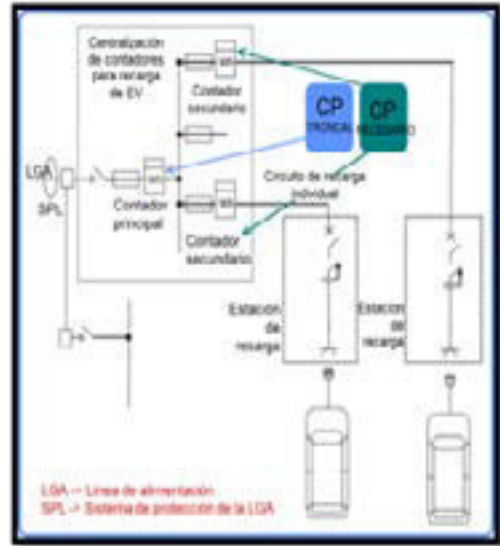 Centralización
de contadores
para recarga
de EV
Contador
secundario
CP
TRONCAL
CP
NECESARIO
LGA
SPL
Contador
principal
Circuito de recarga
individual
Contador
secundario
Estación
de
recarga
Estación
de
recarga
LGA -> Linea de alimentación
SPL -> Sistema de protección de la LGA